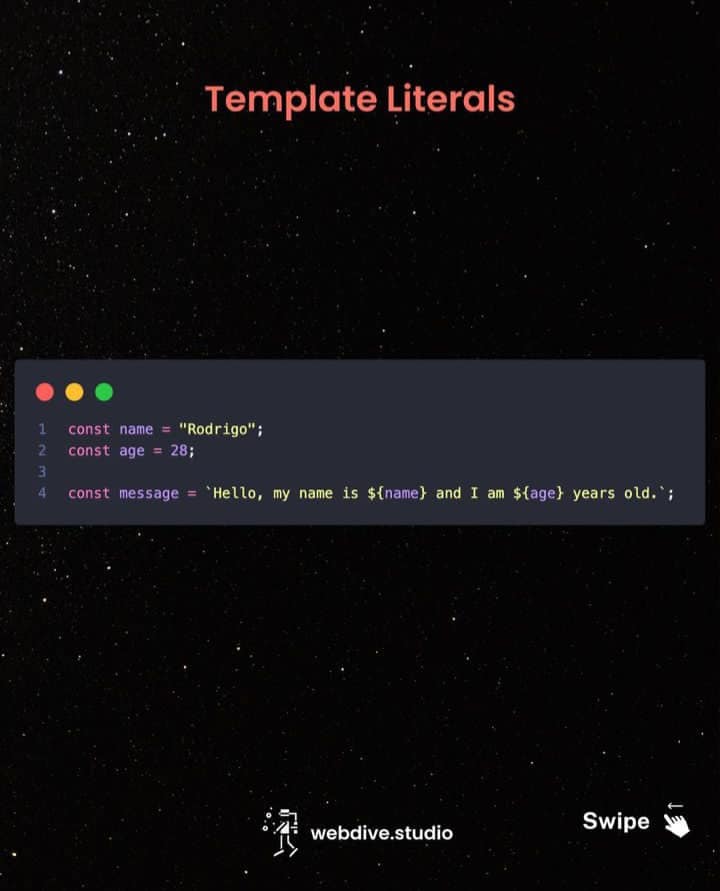 Template Literals
1 const name = "Rodrigo";
2 const age = 28;
3
4 const message = `Hello, my name is ${name} and I am ${age} years old.`;
webdive.studio
Swipe